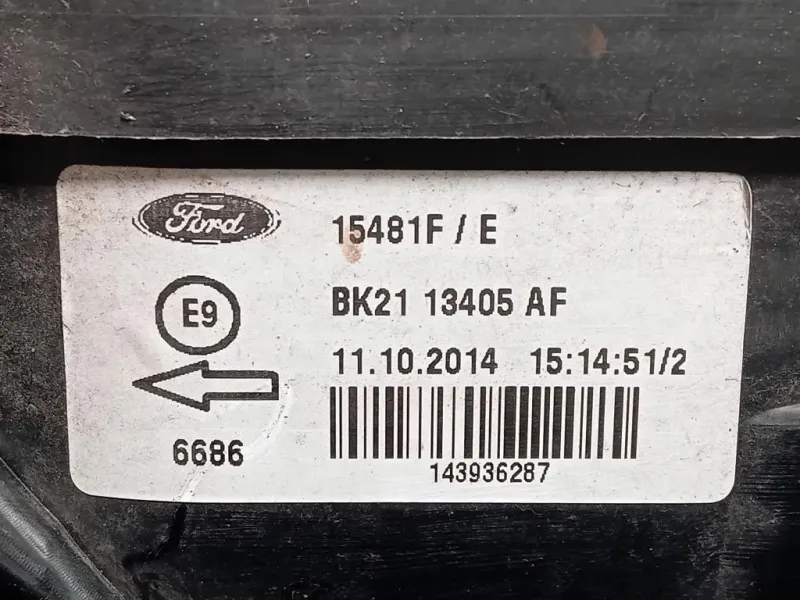 Ford
15481F / E
E9
BK21 13405 AF
11.10.2014 15:14:51/2
6686
143936287